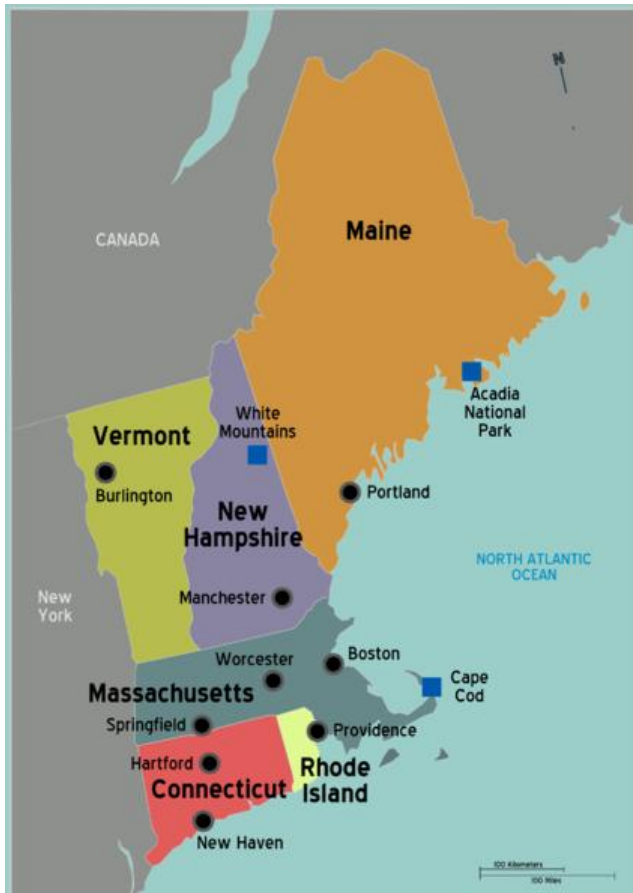 N
CANADA
Maine
Acadia
National
Park
White
Mountains
Vermont
Burlington
Portland
New
Hampshire
NORTH ATLANTIC
OCEAN
New
York
Manchester
Boston
Worcester
Cape
Cod
Massachusetts
Springfield
Providence
Hartford
Rhode
Island
Connecticut
New Haven
100 Kilometers
100 Miles